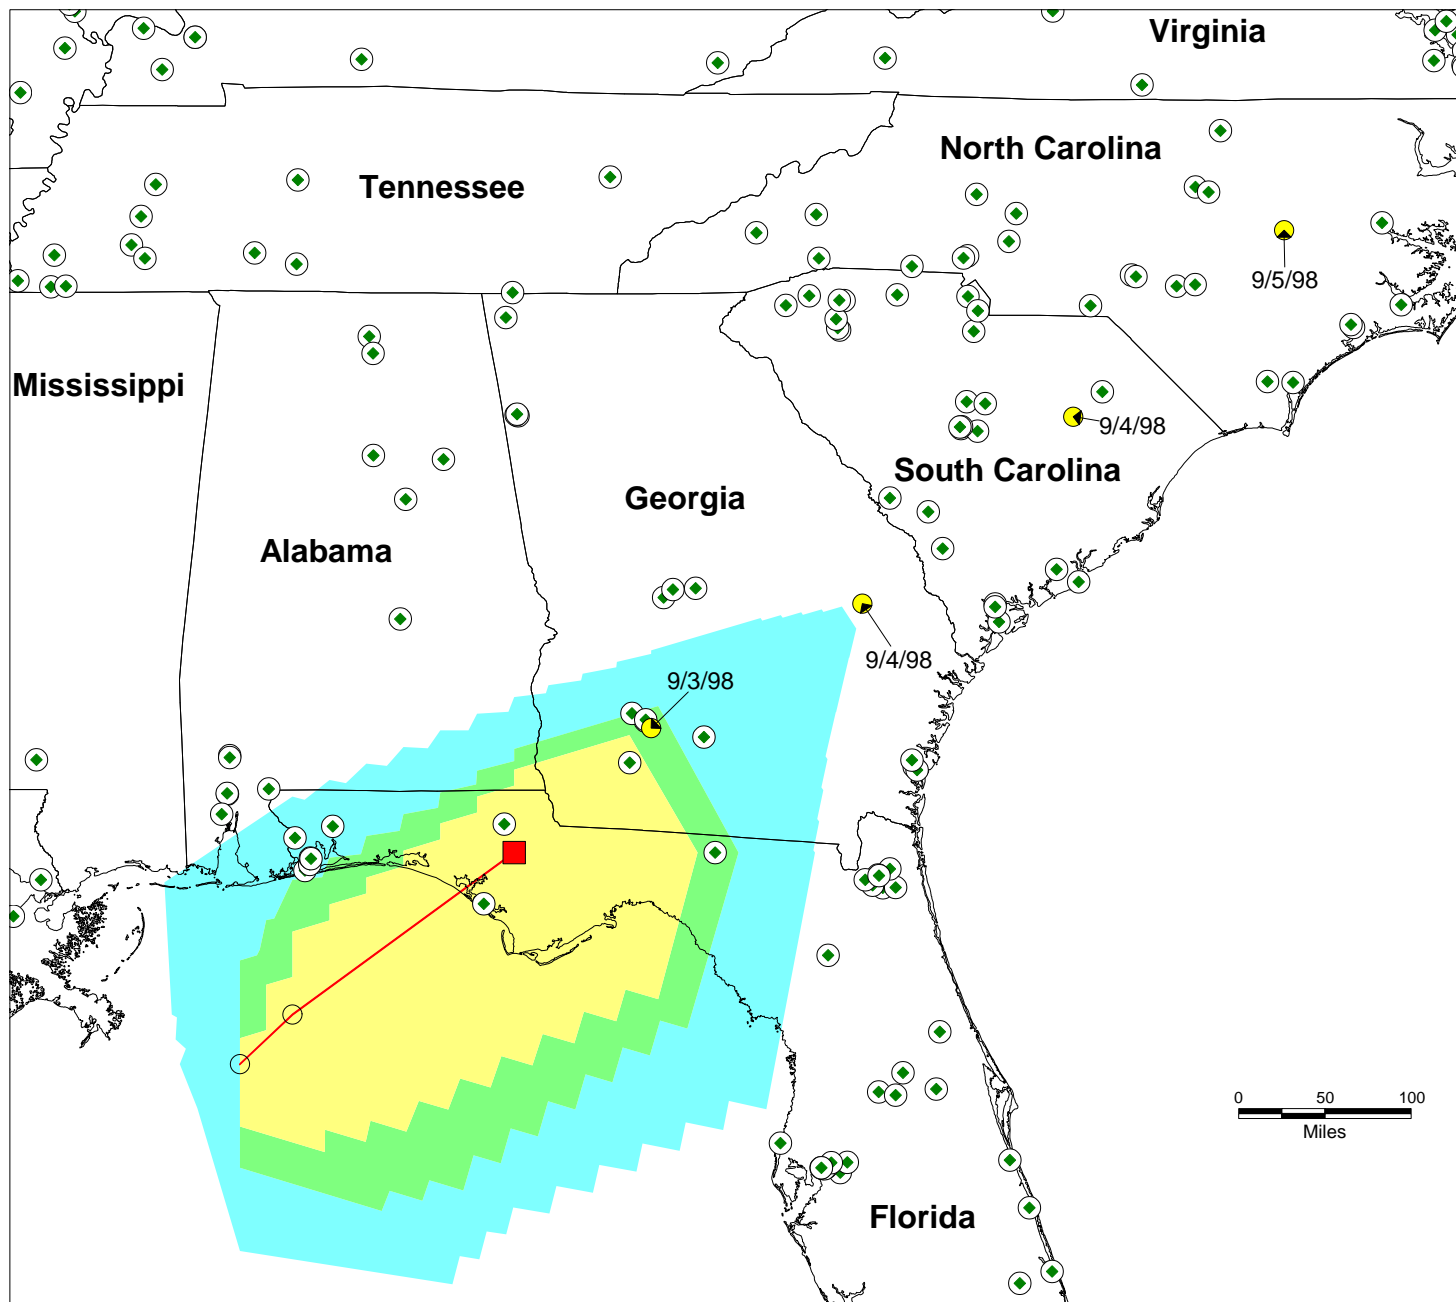 Virginia
North Carolina
Tennessee
9/5/98
Mississippi
9/4/98
South Carolina
Georgia
Alabama
9/4/98
9/3/98
0 50 100
Miles
Florida